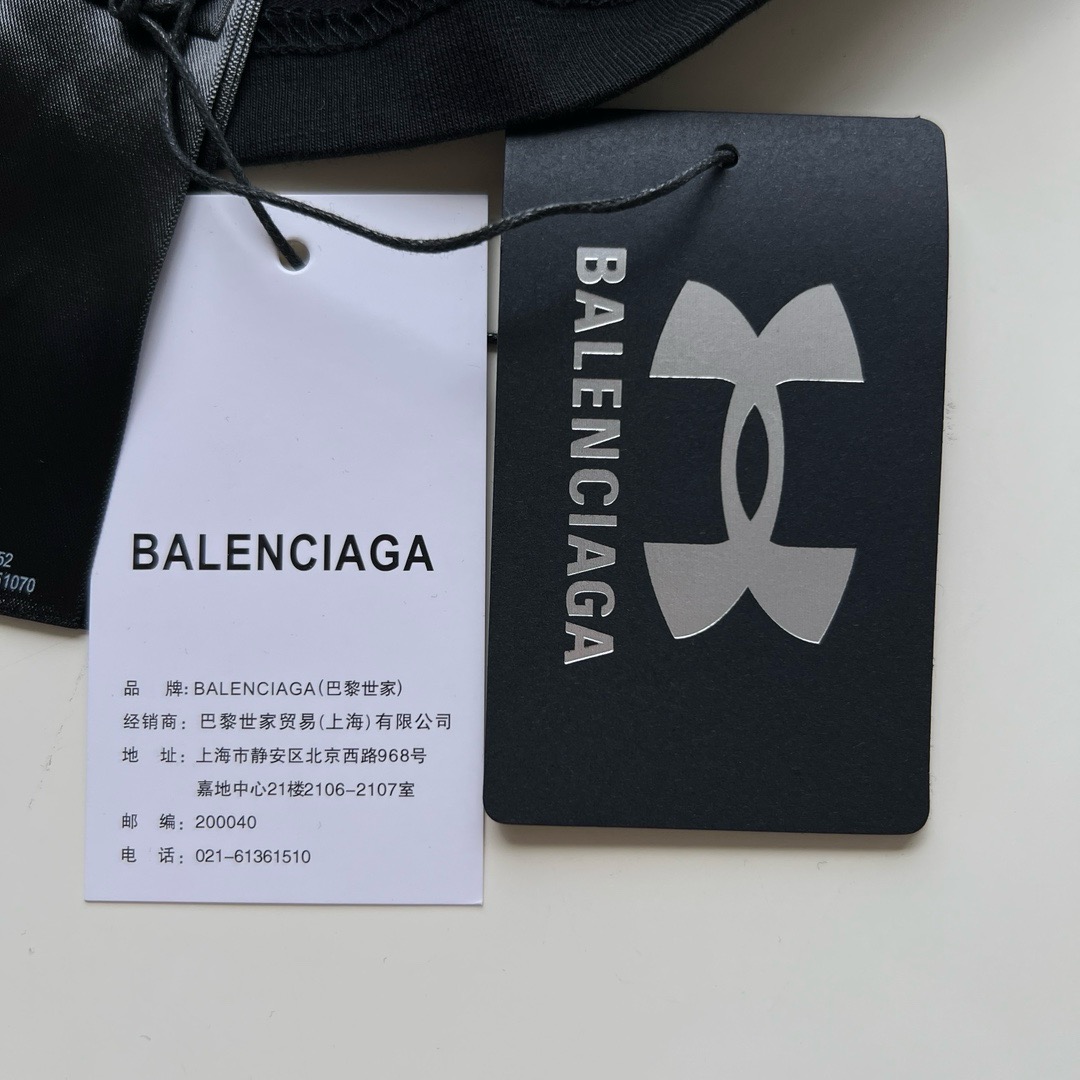 52
51070
BALENCIAGA
品 牌: BALENCIAGA(巴黎世家)
经销商: 巴黎世家贸易(上海)有限公司
地 址: 上海市静安区北京西路968号
嘉地中心21楼2106-2107室
邮 编: 200040
电 话: 021-61361510
BALENCIAGA